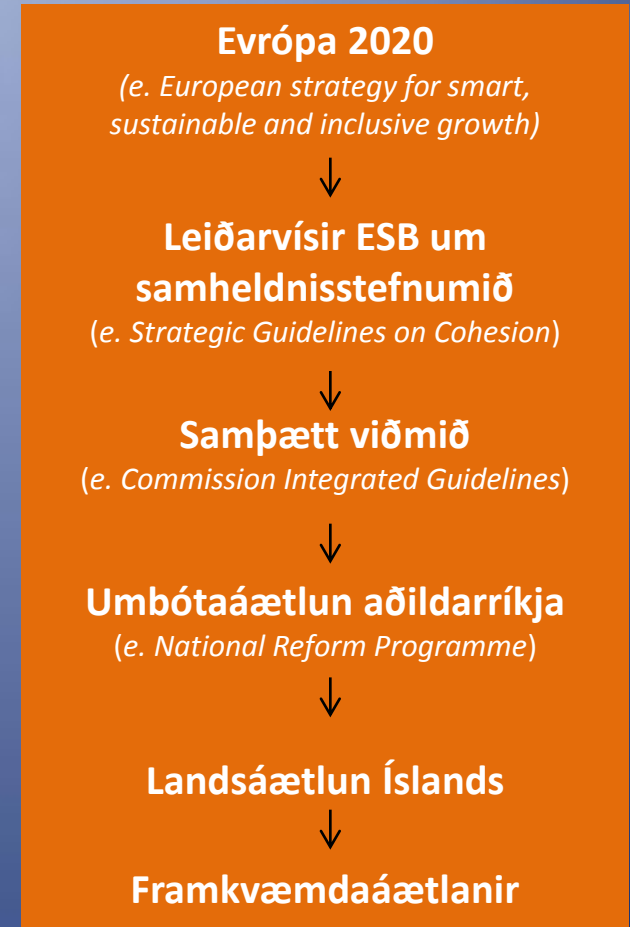 Evrópa 2020
(e. European strategy for smart,
sustainable and inclusive growth)
Leiðarvísir ESB um
samheldnisstefnumið
(e. Strategic Guidelines on Cohesion)
Samþætt viðmið
(e. Commission Integrated Guidelines)
Umbótaáætlun aðildarríkja
(e. National Reform Programme)
Landsáætlun Íslands
Framkvæmdaáætlanir